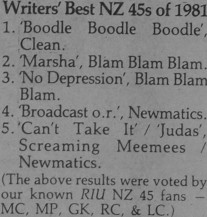 Writers' Best NZ 45s of 1981
1. 'Boodle Boodle Boodle',
Clean.
2. 'Marsha', Blam Blam Blam.
3. 'No Depression', Blam Blam
Blam.
4. 'Broadcast o.r.', Newmatics.
5. 'Can't Take It' / 'Judas',
Screaming Meemees /
Newmatics.
(The above results were voted by
our known RIU NZ 45 fans —
MC, MP, GK, RC, & LC.)